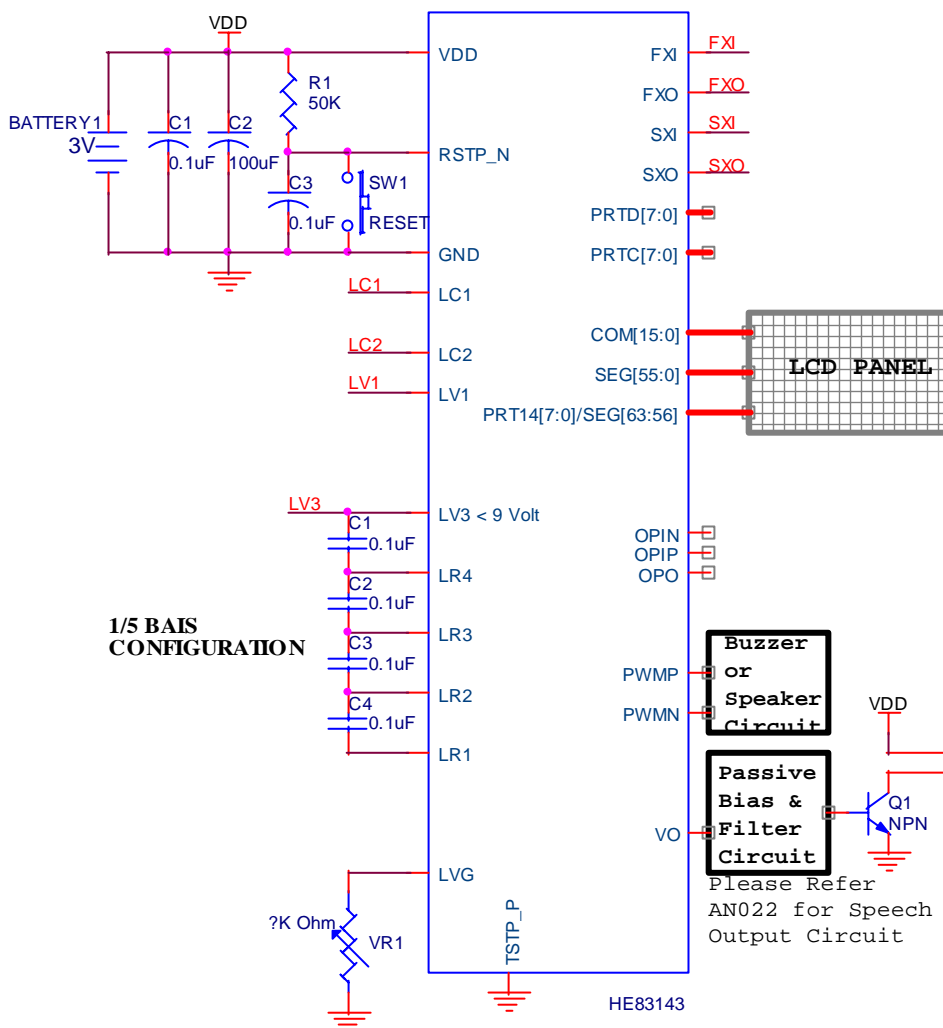 VDD
BATTERY1
3V
C1
0.1uF
C2
100uF
R1
50K
C3
0.1uF
SW1
RESET
VDD
RSTP_N
GND
LC1
LC1
LC2
LC2
LV1
LV1
LV3
LV3 < 9 Volt
C1
0.1uF
LR4
C2
0.1uF
LR3
C3
0.1uF
LR2
C4
0.1uF
LR1
1/5 BAIS
CONFIGURATION
LVG
?K Ohm
VR1
TSTP_P
HE83143
FXI
FXI
FXO
FXO
SXI
SXI
SXO
SXO
PRTD[7:0]
PRTC[7:0]
COM[15:0]
SEG[55:0]
PRT14[7:0]/SEG[63:56]
LCD PANEL
OPIN
OPIP
OPO
PWMP
PWMN
Buzzer
or
Speaker
Circuit
VDD
VO
Passive
Bias &
Filter
Circuit
Q1
NPN
Please Refer
AN022 for Speech
Output Circuit